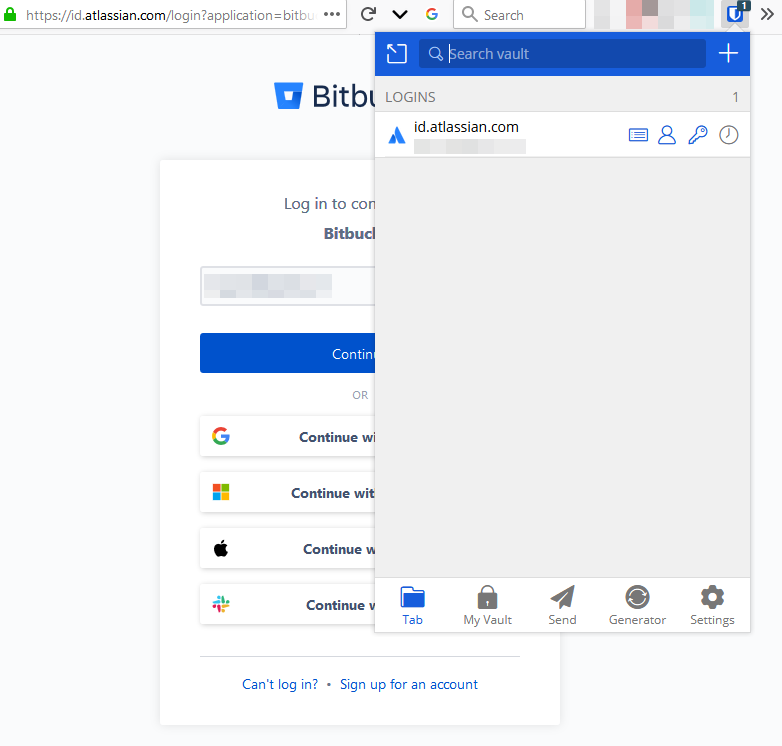 https://id.atlassian.com/login?application=bitbu
Search
1
Search vault
LOGINS
1
id.atlassian.com
Bitbu
Log in to con
Bitbuck
Continu
OR
Continue wi
Continue wit
Continue w
Continue w
Tab
My Vault
Send
Generator
Settings
Can't log in? • Sign up for an account